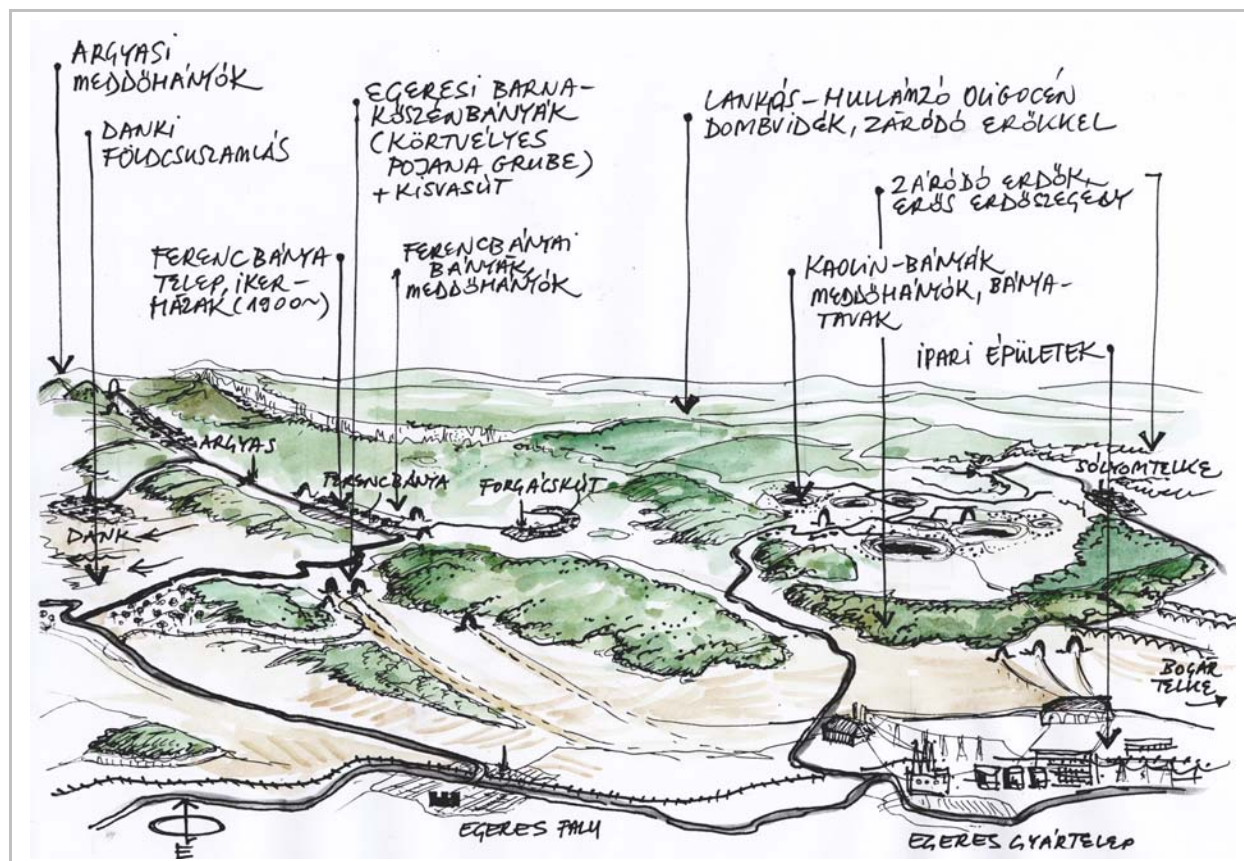 ARGYASI
MEDDŐHÁNYÓK
DANKI
FÖLDCSUSZAMLÁS
EGERESI BARNA-
KŐSZÉNBÁNYÁK
(KÖRTVÉLYES
POJANA GRUBE)
+ KISVASÚT
LANKÁS-HULLÁMZÓ OLIGOCÉN
DOMBVIDÉK, ZÁRÓDÓ ERŐKKEL
ZÁRÓDÓ ERDŐK,
ERŐS ERDŐSZEGÉLY
FERENCBÁNYA
TELEP, IKER-
HÁZAK (1900~)
FERENCBÁNYAI
BÁNYÁK,
MEDDŐHÁNYÓK
KAOLIN-BÁNYÁK
MEDDŐHÁNYÓK, BÁNYA-
TAVAK
IPARI ÉPÜLETEK
ARGYAS
FERENCBÁNYA
FORGÁCSKÚT
SÓLYOMTELKE
DANK
BOGÁR
TELKE
EGERES FALU
EGERES GYÁRTELEP
É